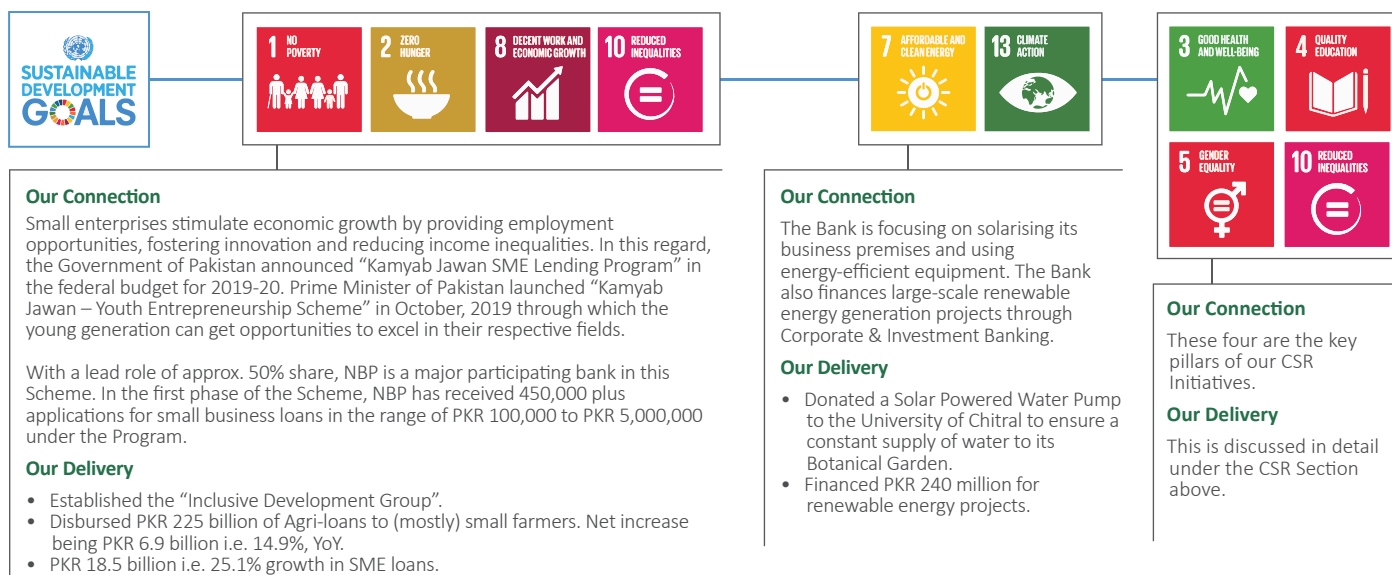 SUSTAINABLE
DEVELOPMENT
GOALS
1 NO
POVERTY
2 ZERO
HUNGER
8 DECENT WORK AND
ECONOMIC GROWTH
10 REDUCED
INEQUALITIES
7 AFFORDABLE AND
CLEAN ENERGY
13 CLIMATE
ACTION
3 GOOD HEALTH
AND WELL-BEING
4 QUALITY
EDUCATION
5 GENDER
EQUALITY
10 REDUCED
INEQUALITIES
Our Connection
Small enterprises stimulate economic growth by providing employment
opportunities, fostering innovation and reducing income inequalities. In this regard,
the Government of Pakistan announced “Kamyab Jawan SME Lending Program” in
the federal budget for 2019-20. Prime Minister of Pakistan launched “Kamyab
Jawan – Youth Entrepreneurship Scheme” in October, 2019 through which the
young generation can get opportunities to excel in their respective fields.
With a lead role of approx. 50% share, NBP is a major participating bank in this
Scheme. In the first phase of the Scheme, NBP has received 450,000 plus
applications for small business loans in the range of PKR 100,000 to PKR 5,000,000
under the Program.
Our Delivery
• Established the “Inclusive Development Group”.
• Disbursed PKR 225 billion of Agri-loans to (mostly) small farmers. Net increase
being PKR 6.9 billion i.e. 14.9%, YoY.
• PKR 18.5 billion i.e. 25.1% growth in SME loans.
Our Connection
The Bank is focusing on solarising its
business premises and using
energy-efficient equipment. The Bank
also finances large-scale renewable
energy generation projects through
Corporate & Investment Banking.
Our Delivery
• Donated a Solar Powered Water Pump
to the University of Chitral to ensure a
constant supply of water to its
Botanical Garden.
• Financed PKR 240 million for
renewable energy projects.
Our Connection
These four are the key
pillars of our CSR
Initiatives.
Our Delivery
This is discussed in detail
under the CSR Section
above.